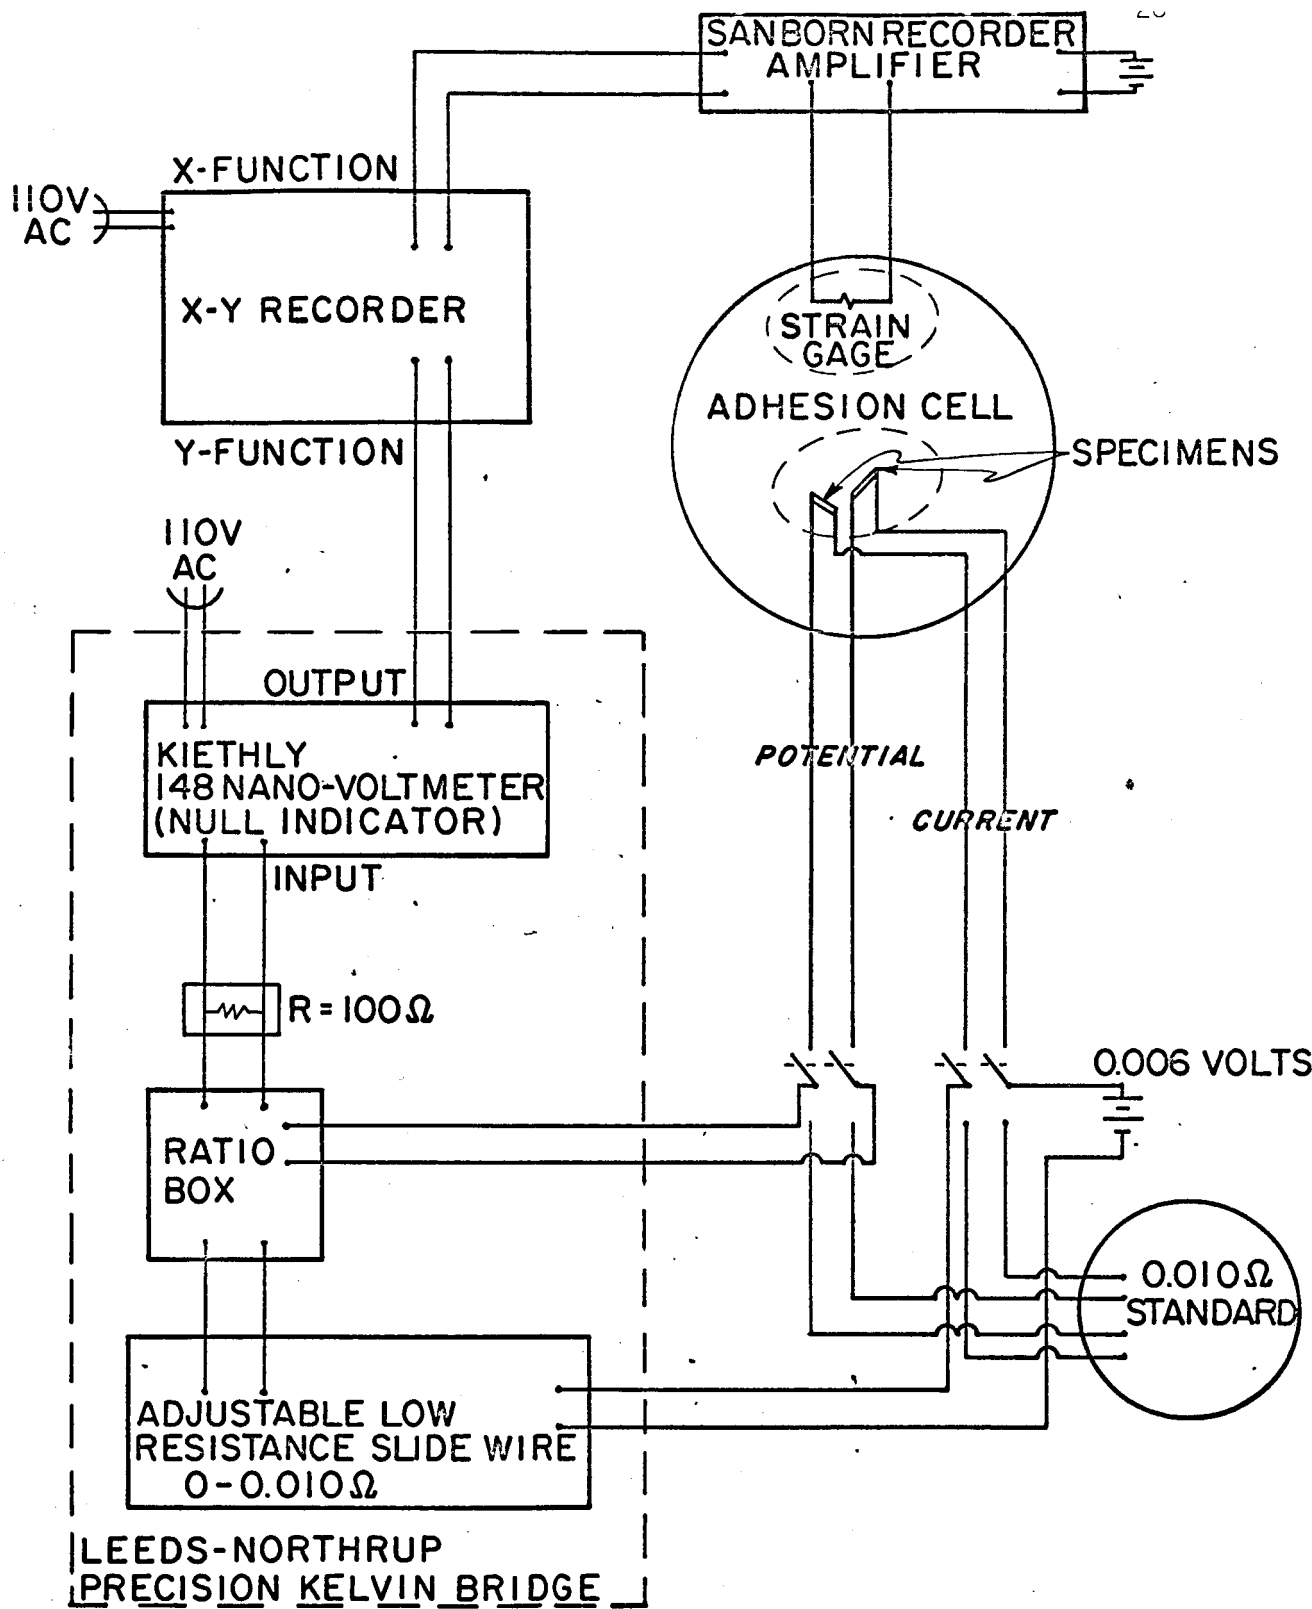 SANBORN RECORDER
AMPLIFIER
X-FUNCTION
110V
AC
X-Y RECORDER
STRAIN
GAGE
ADHESION CELL
Y-FUNCTION
SPECIMENS
110V
AC
OUTPUT
KIETHLY
148 NANO-VOLTMETER
(NULL INDICATOR)
POTENTIAL
CURRENT
INPUT
R=100Ω
0.006 VOLTS
RATIO
BOX
0.010Ω
STANDARD
ADJUSTABLE LOW
RESISTANCE SLIDE WIRE
0-0.010Ω
LEEDS-NORTHRUP
PRECISION KELVIN BRIDGE